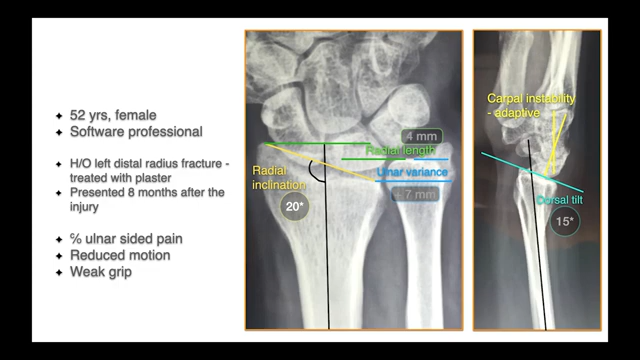 52 yrs, female
Software professional
H/O left distal radius fracture -
treated with plaster
Presented 8 months after the
injury
℅ ulnar sided pain
Reduced motion
Weak grip
4 mm
Radial length
Radial
inclination
Ulnar variance
20*
4.7 mm
Carpal instability
- adaptive
Dorsal tilt
15*